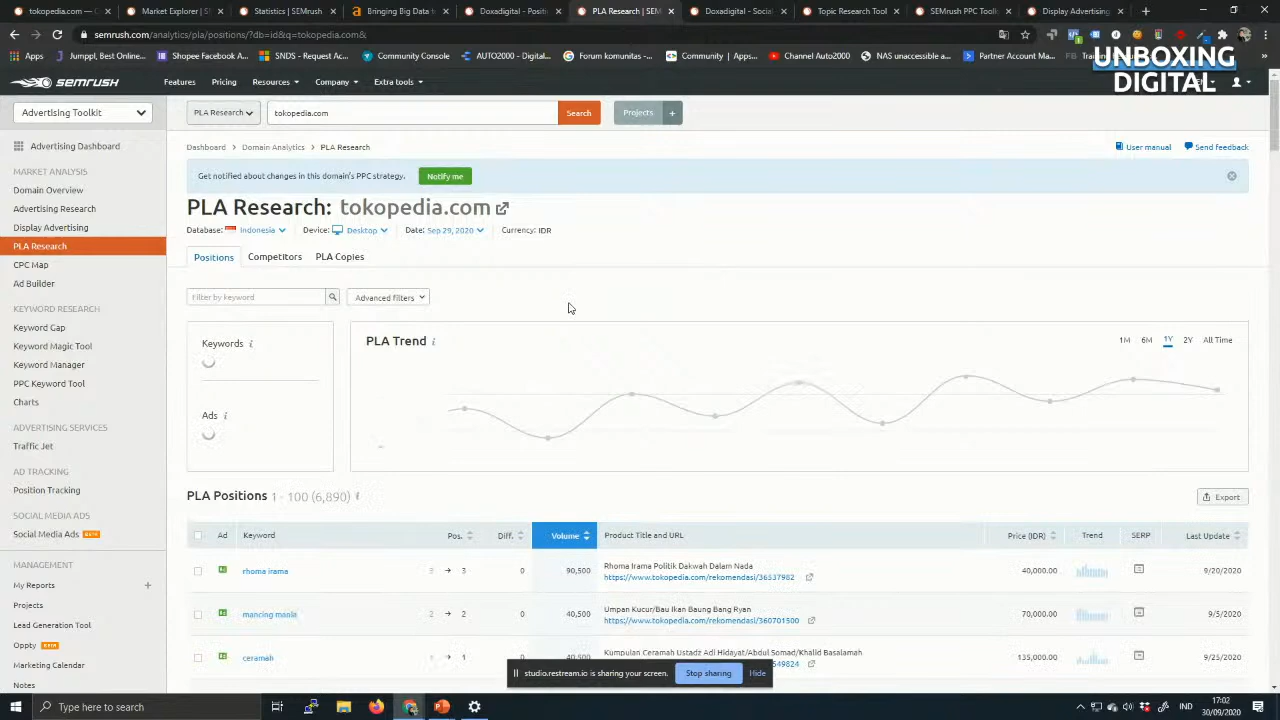 tokopedia.com
Market Explorer | S
Statistics | SEMrush
Bringing Big Data
Doxadigital - Positio
PLA Research | SEM
Doxadigital - Social
Topic Research Tool
SEMrush PPC Toolk
Display Advertising
semrush.com/analytics/pla/positions/?db=id&q=tokopedia.com&
Apps
Jumppl, Best Onlin...
SNDS - Request Ac...
Community Console
AUTO2000 - Digital...
Forum komunitas -...
Community | Apps...
Channel Auto2000
NAS unaccessible a...
Partner Account Ma...
UNBOXING
DIGITAL
SEMRUSH
Features
Pricing
Resources
Company
Extra tools
Advertising Toolkit
PLA Research
tokopedia.com
Search
Projects
+
Advertising Dashboard
MARKET ANALYSIS
Domain Overview
Advertising Research
Display Advertising
PLA Research
CPC Map
Ad Builder
KEYWORD RESEARCH
Keyword Gap
Keyword Magic Tool
Keyword Manager
PPC Keyword Tool
Charts
ADVERTISING SERVICES
Traffic Jet
AD TRACKING
Position Tracking
SOCIAL MEDIA ADS
Social Media Ads BETA
MANAGEMENT
My Reports +
Projects
Lead Generation Tool
Oppty BETA
Marketing Calendar
Notes
Dashboard > Domain Analytics > PLA Research
User manual
Send feedback
Get notified about changes in this domain's PPC strategy.
Notify me
PLA Research: tokopedia.com
Database: Indonesia Device: Desktop Date: Sep 29, 2020 Currency: IDR
Positions
Competitors
PLA Copies
Filter by keyword
Advanced filters
Keywords i
Ads i
PLA Trend i
1M 6M 1Y 2Y All Time
PLA Positions 1 - 100 (6,890) i
Export
Ad Keyword Pos. Diff. Volume Product Title and URL Price (IDR) Trend SERP Last Update
rhoma irama 3 → 3 0 90,500 Rhoma Irama Politik Dakwah Dalam Nada 40,000.00 9/20/2020
https://www.tokopedia.com/rekomendasi/36537982
mancing mania 2 → 2 0 40,500 Umpan Kucur/Bau Ikan Baung Bang Ryan 70,000.00 9/5/2020
https://www.tokopedia.com/rekomendasi/360701500
ceramah → 1 0 40,500 Kumpulan Ceramah Ustadz Adi Hidayat/Abdul Somad/Khalid Basalamah 135,000.00 9/25/2020
549824
studio.restream.io is sharing your screen.
Stop sharing
Hide
Type here to search
IND
17:02
30/09/2020